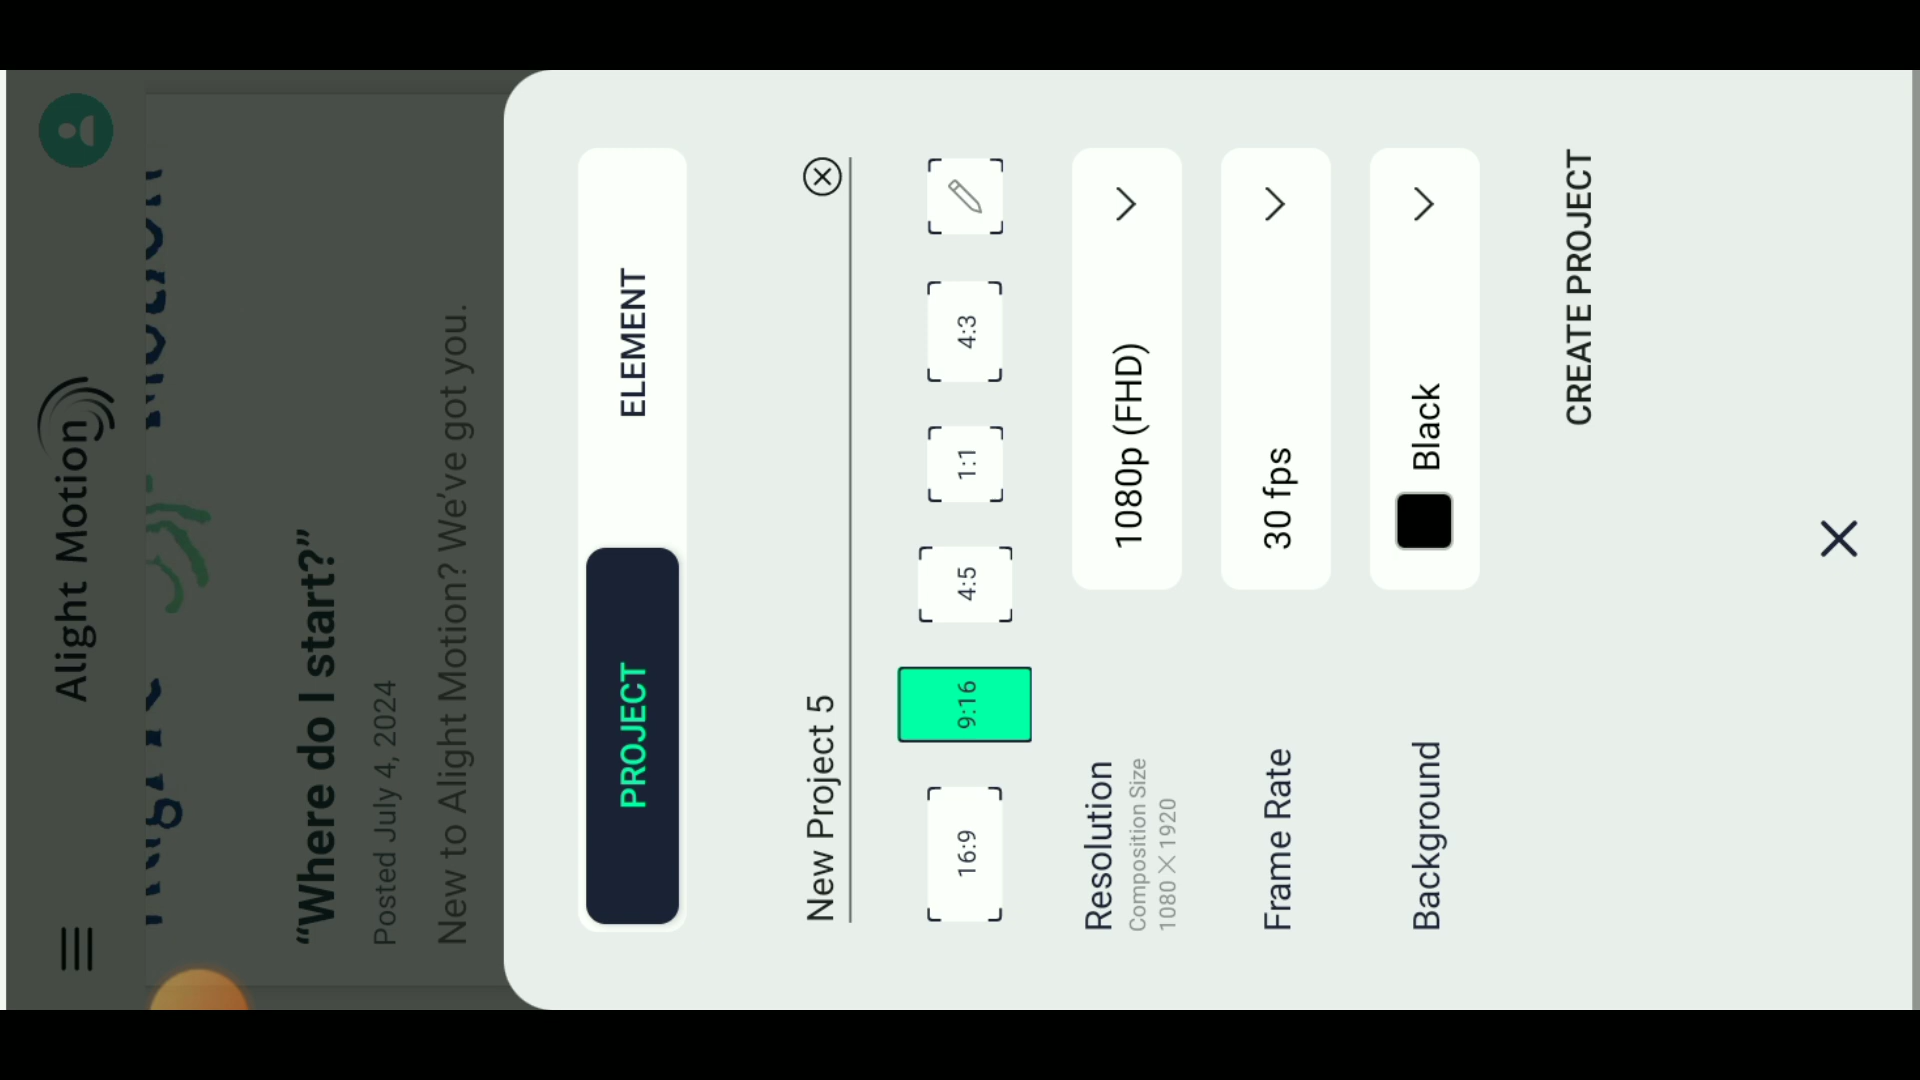 Alight Motion
“Where do I start?”
Posted July 4, 2024
New to Alight Motion? We’ve got you.
PROJECT ELEMENT
New Project 5
16:9 9:16 4:5 1:1 4:3
Resolution 1080p (FHD)
Composition Size
1080 × 1920
Frame Rate 30 fps
Background Black
CREATE PROJECT